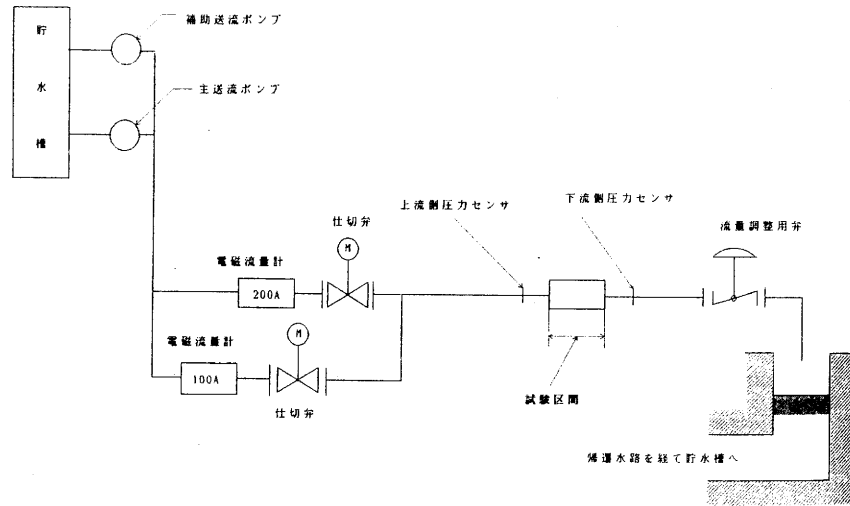 補助送流ポンプ
貯水槽
主送流ポンプ
上流側圧力センサ
下流側圧力センサ
仕切弁
流量調整用弁
M
電磁流量計
200A
M
電磁流量計
100A
仕切弁
試験区間
帰還水路を経て貯水槽へ